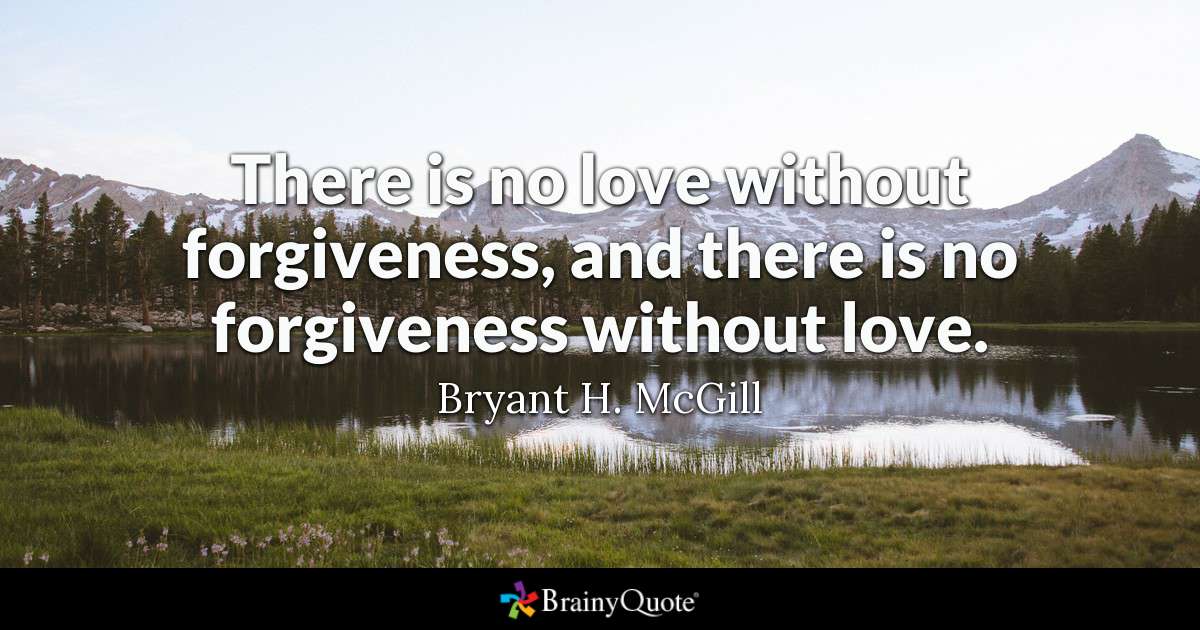 There is no love without
forgiveness, and there is no
forgiveness without love.
Bryant H. McGill
BrainyQuote®